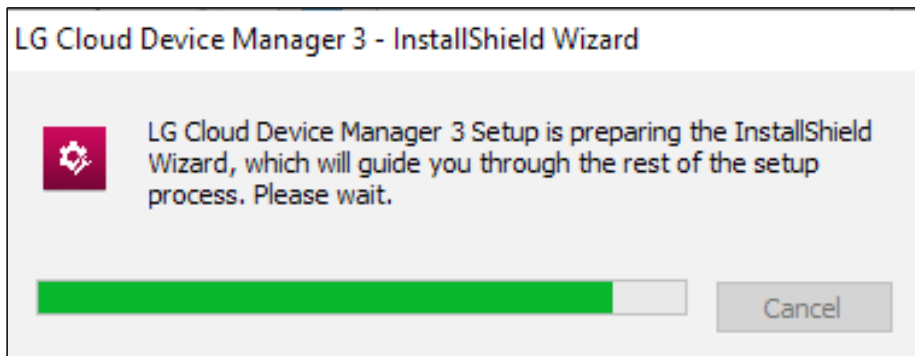 LG Cloud Device Manager 3 - InstallShield Wizard
LG Cloud Device Manager 3 Setup is preparing the InstallShield
Wizard, which will guide you through the rest of the setup
process. Please wait.
Cancel